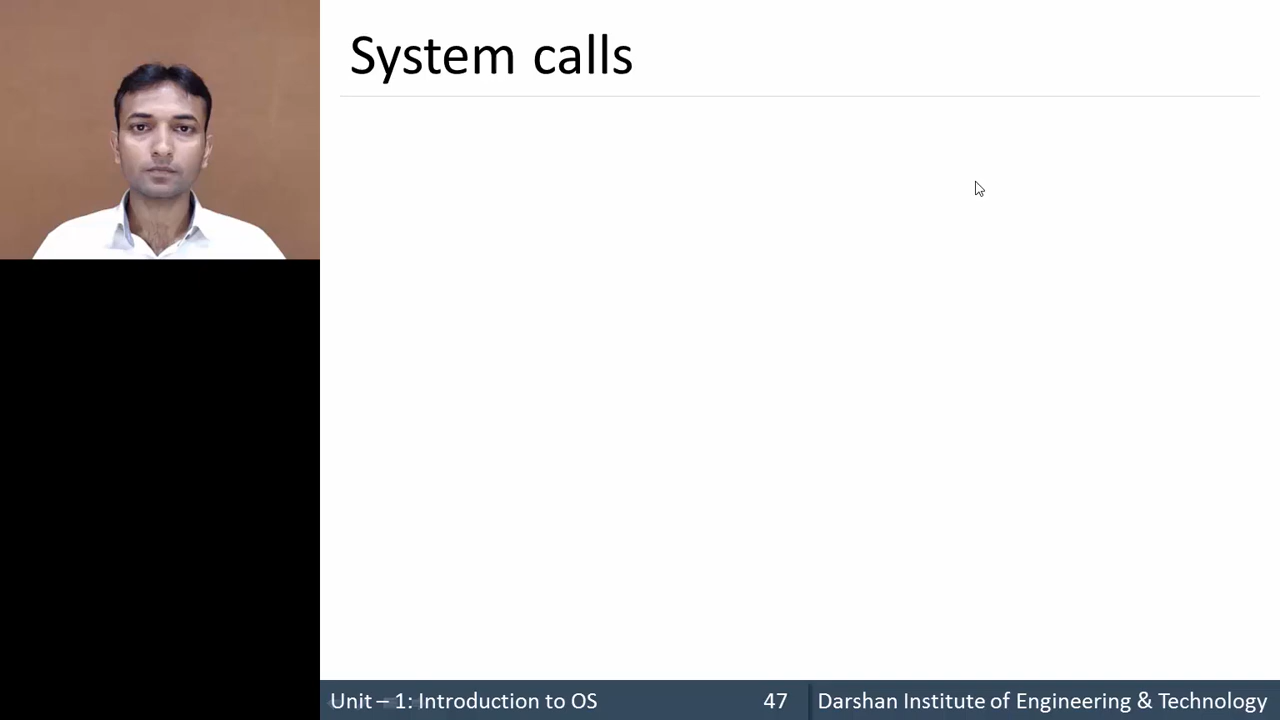 System calls
Unit – 1: Introduction to OS 47 Darshan Institute of Engineering & Technology